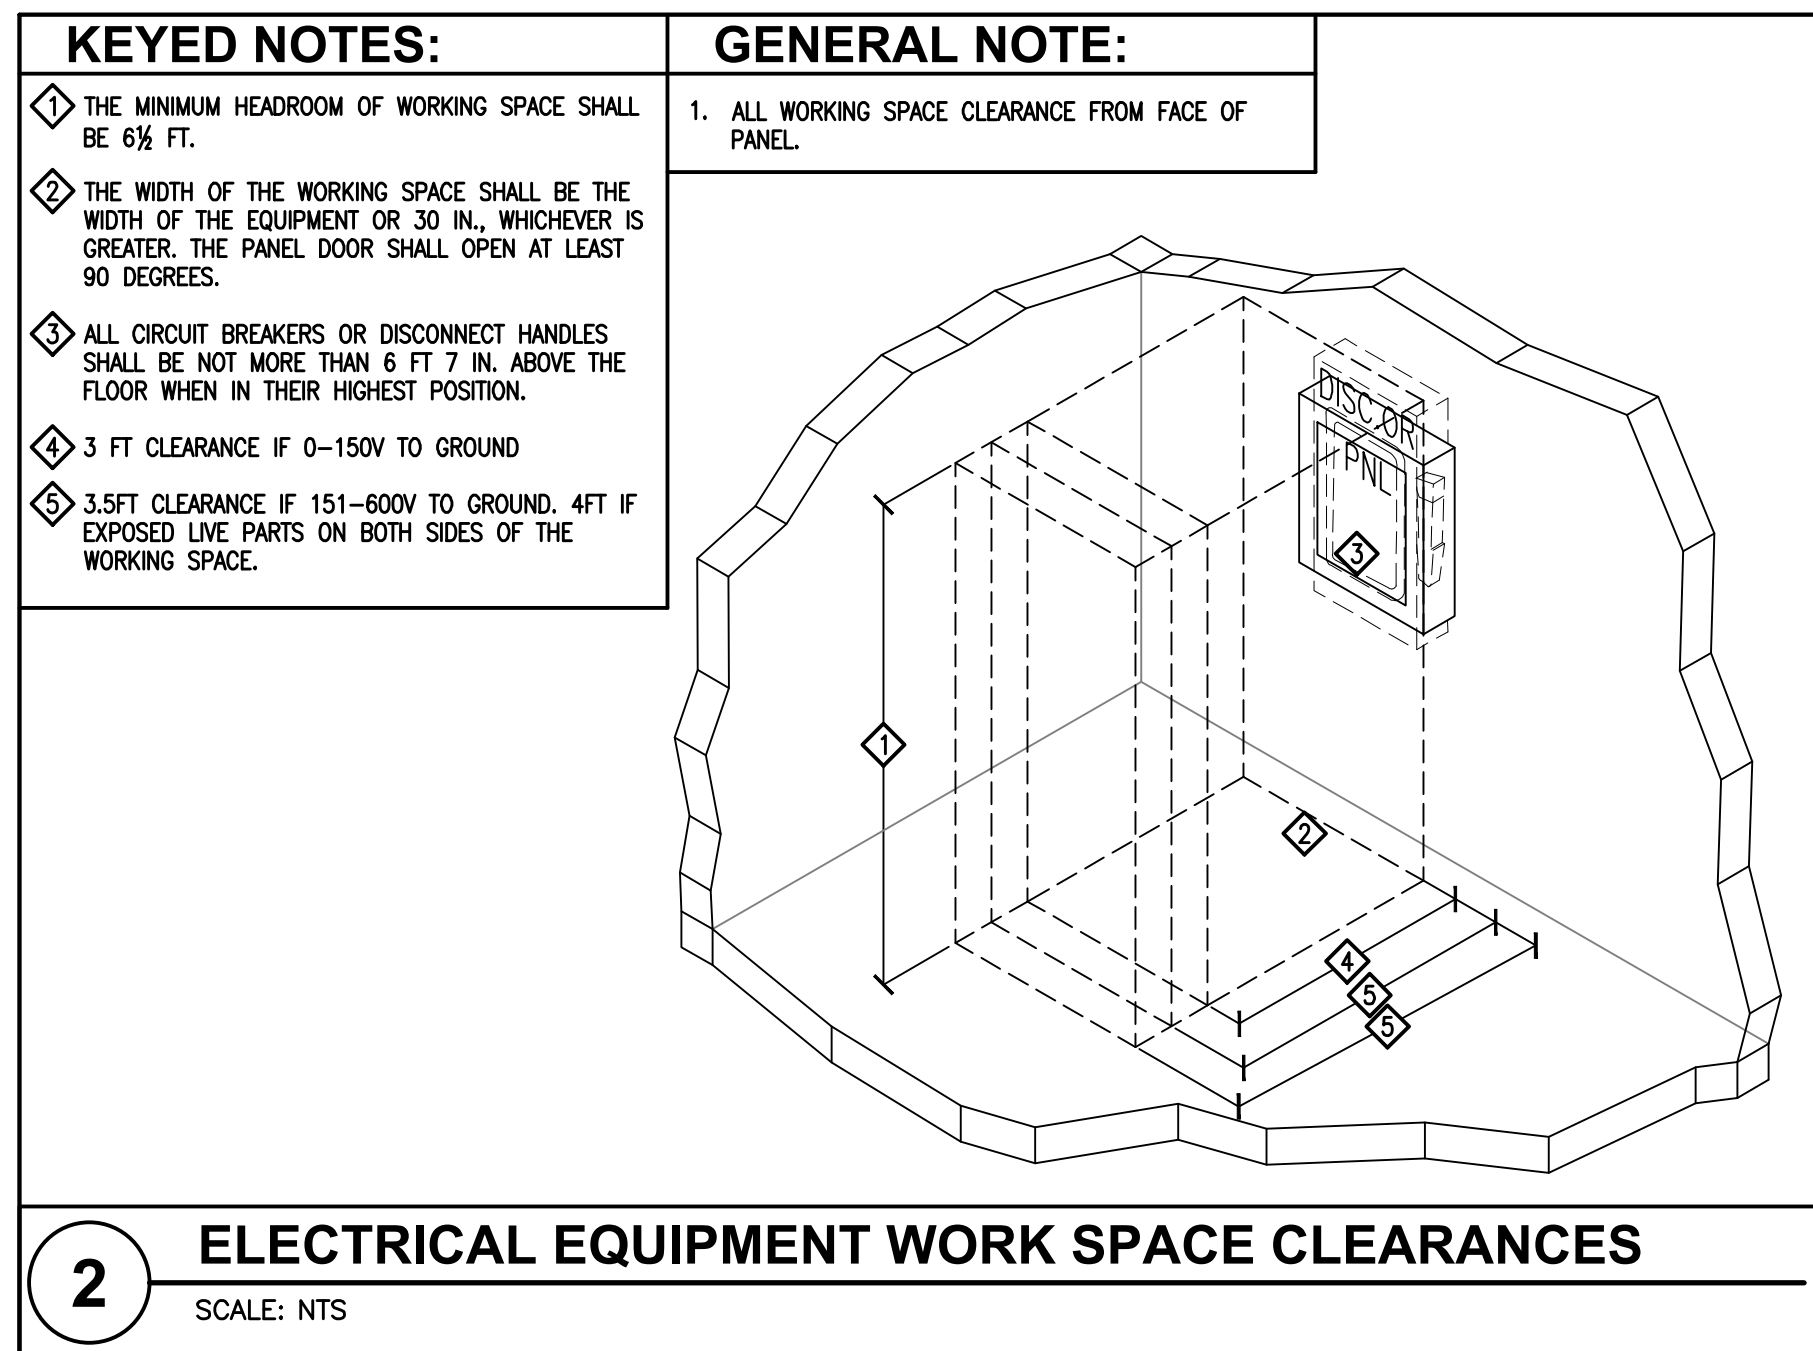 KEYED NOTES:
1 THE MINIMUM HEADROOM OF WORKING SPACE SHALL
BE 6½ FT.
2 THE WIDTH OF THE WORKING SPACE SHALL BE THE
WIDTH OF THE EQUIPMENT OR 30 IN., WHICHEVER IS
GREATER. THE PANEL DOOR SHALL OPEN AT LEAST
90 DEGREES.
3 ALL CIRCUIT BREAKERS OR DISCONNECT HANDLES
SHALL BE NOT MORE THAN 6 FT 7 IN. ABOVE THE
FLOOR WHEN IN THEIR HIGHEST POSITION.
4 3 FT CLEARANCE IF 0-150V TO GROUND
5 3.5FT CLEARANCE IF 151-600V TO GROUND. 4FT IF
EXPOSED LIVE PARTS ON BOTH SIDES OF THE
WORKING SPACE.
GENERAL NOTE:
1. ALL WORKING SPACE CLEARANCE FROM FACE OF
PANEL.
DISC OR
PNL
3
1
2
4
5
5
2
ELECTRICAL EQUIPMENT WORK SPACE CLEARANCES
SCALE: NTS